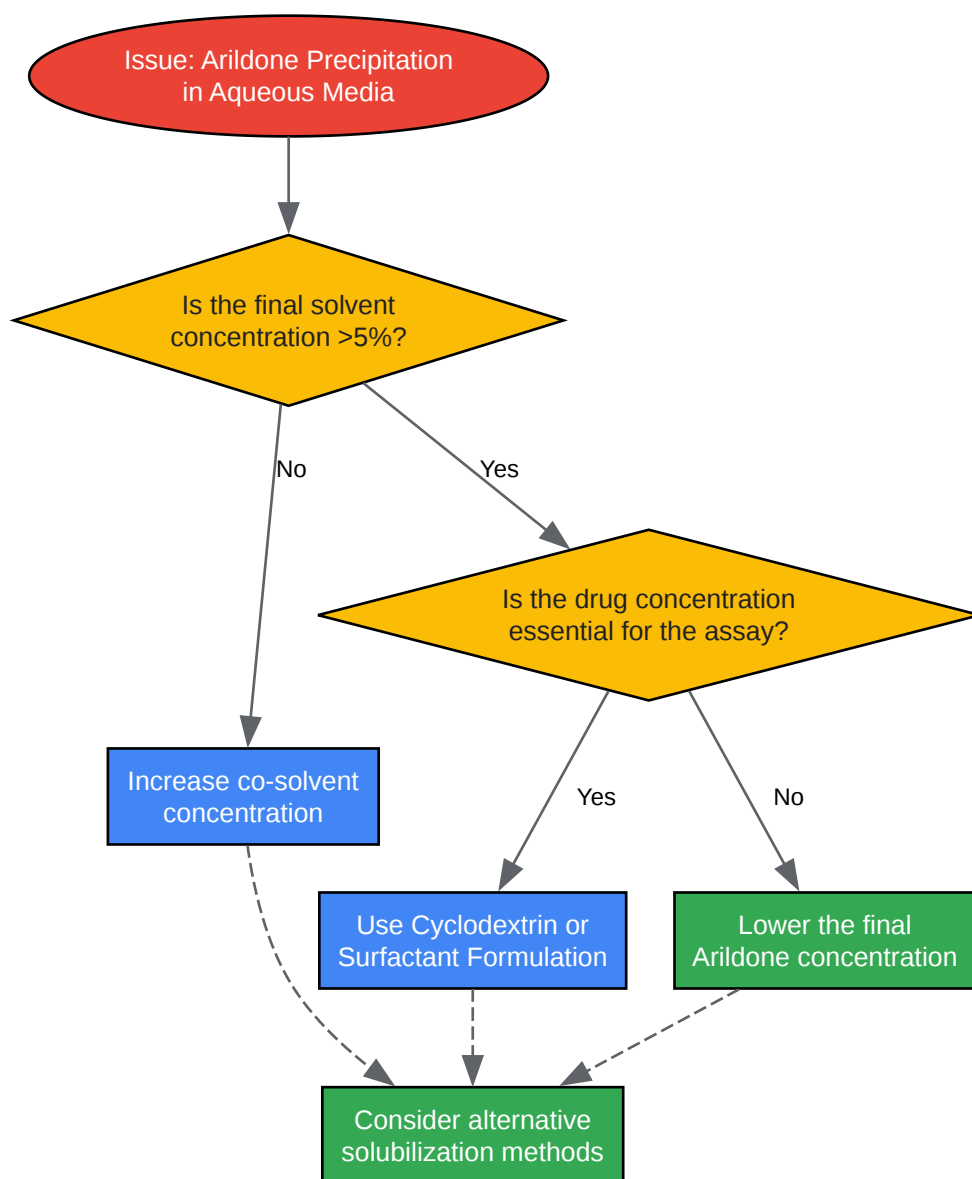 Issue: Arildone Precipitation
in Aqueous Media
Is the final solvent
concentration >5%?
No
Yes
Is the drug concentration
essential for the assay?
Increase co-solvent
concentration
Yes
No
Use Cyclodextrin or
Surfactant Formulation
Lower the final
Arildone concentration
Consider alternative
solubilization methods